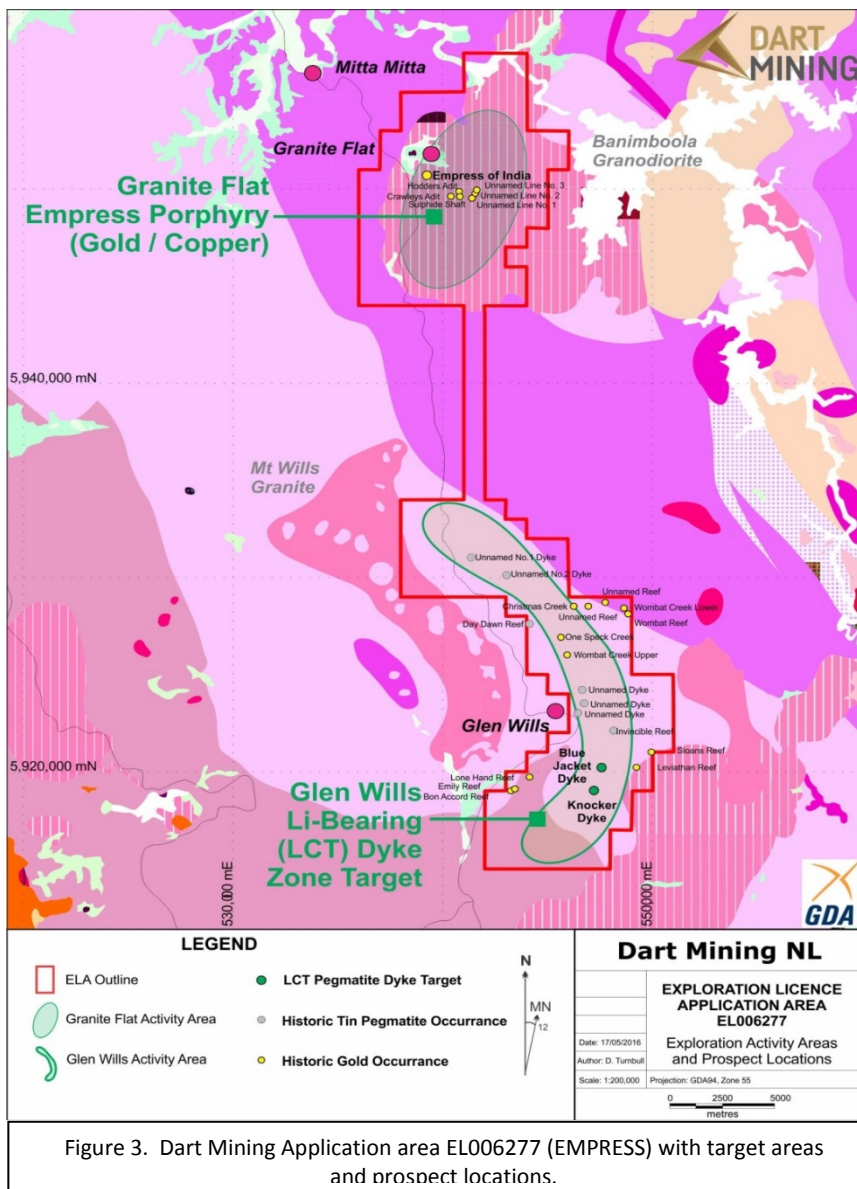 DART
MINING
Mitta Mitta
Granite Flat
Banimboola
Granodiorite
Empress of India
Granite Flat
Empress Porphyry
(Gold / Copper)
Hodders Adit
Unnamed Line No. 3
Crawleys Adit
Unnamed Line No. 2
Sulphide Shaft
Unnamed Line No. 1
5,940,000 mN
Mt Wills
Granite
Unnamed No.1 Dyke
Unnamed No.2 Dyke
Unnamed Reef
Christmas Creek
Wombat Creek Lower
Unnamed Reef
Wombat Reef
Day Dawn Reef
One Speck Creek
Wombat Creek Upper
Unnamed Dyke
Unnamed Dyke
Unnamed Dyke
Glen Wills
Invincible Reef
Sloans Reef
Blue
Jacket
Dyke
Leviathan Reef
5,920,000 mN
Lone Hand Reef
Emily Reef
Bon Accord Reef
Knocker
Dyke
Glen Wills
Li-Bearing
(LCT) Dyke
Zone Target
530,000 mE
550000 mE
GDA
LEGEND
ELA Outline
Granite Flat Activity Area
Glen Wills Activity Area
LCT Pegmatite Dyke Target
Historic Tin Pegmatite Occurrence
Historic Gold Occurrence
N
MN
12
Dart Mining NL
EXPLORATION LICENCE
APPLICATION AREA
EL006277
Date: 17/05/2016
Exploration Activity Areas
and Prospect Locations
Author: D. Turnbull
Scale: 1:200,000
Projection: GDA94, Zone 55
0 2500 5000
metres
Figure 3. Dart Mining Application area EL006277 (EMPRESS) with target areas
and prospect locations.